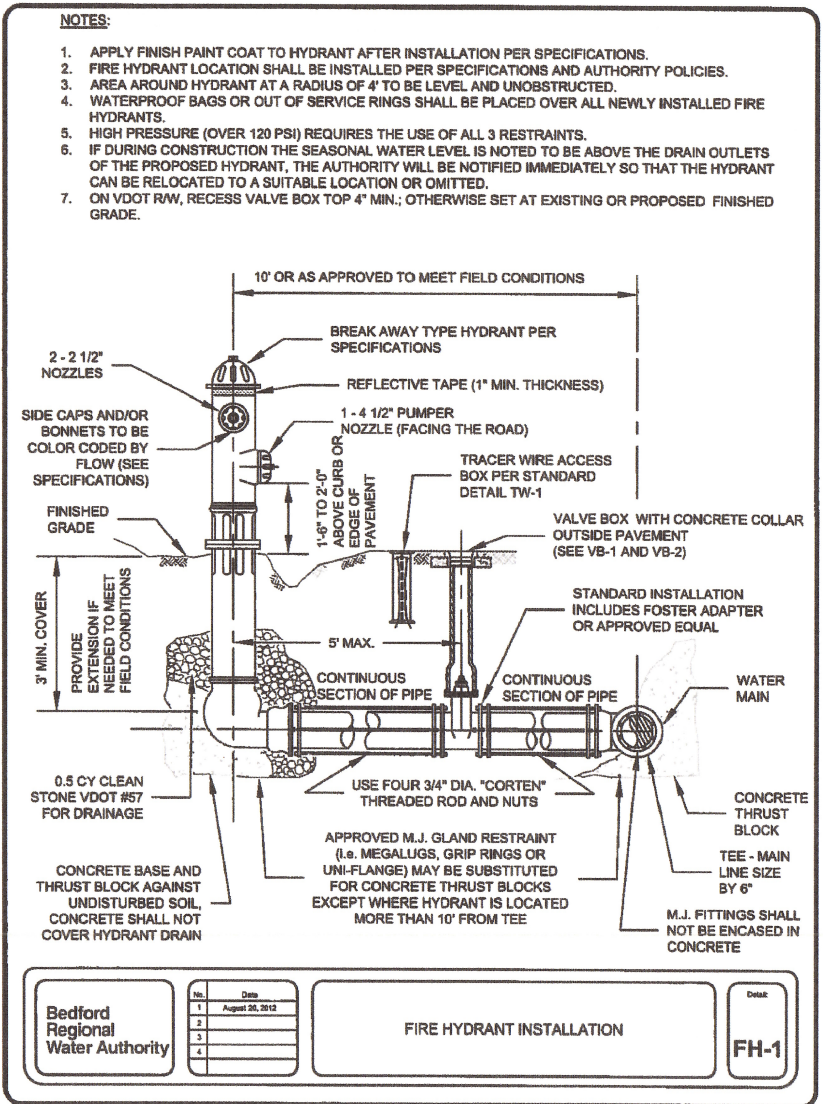 NOTES:
1. APPLY FINISH PAINT COAT TO HYDRANT AFTER INSTALLATION PER SPECIFICATIONS.
2. FIRE HYDRANT LOCATION SHALL BE INSTALLED PER SPECIFICATIONS AND AUTHORITY POLICIES.
3. AREA AROUND HYDRANT AT A RADIUS OF 4' TO BE LEVEL AND UNOBSTRUCTED.
4. WATERPROOF BAGS OR OUT OF SERVICE RINGS SHALL BE PLACED OVER ALL NEWLY INSTALLED FIRE
HYDRANTS.
5. HIGH PRESSURE (OVER 120 PSI) REQUIRES THE USE OF ALL 3 RESTRAINTS.
6. IF DURING CONSTRUCTION THE SEASONAL WATER LEVEL IS NOTED TO BE ABOVE THE DRAIN OUTLETS
OF THE PROPOSED HYDRANT, THE AUTHORITY WILL BE NOTIFIED IMMEDIATELY SO THAT THE HYDRANT
CAN BE RELOCATED TO A SUITABLE LOCATION OR OMITTED.
7. ON VDOT R/W, RECESS VALVE BOX TOP 4" MIN.; OTHERWISE SET AT EXISTING OR PROPOSED FINISHED
GRADE.
10' OR AS APPROVED TO MEET FIELD CONDITIONS
BREAK AWAY TYPE HYDRANT PER
SPECIFICATIONS
2 - 2 1/2"
NOZZLES
REFLECTIVE TAPE (1" MIN. THICKNESS)
SIDE CAPS AND/OR
BONNETS TO BE
COLOR CODED BY
FLOW (SEE
SPECIFICATIONS)
1 - 4 1/2" PUMPER
NOZZLE (FACING THE ROAD)
1'-6" TO 2'-0"
ABOVE CURB OR
EDGE OF
PAVEMENT
TRACER WIRE ACCESS
BOX PER STANDARD
DETAIL TW-1
FINISHED
GRADE
VALVE BOX WITH CONCRETE COLLAR
OUTSIDE PAVEMENT
(SEE VB-1 AND VB-2)
3' MIN. COVER
PROVIDE
EXTENSION IF
NEEDED TO MEET
FIELD CONDITIONS
STANDARD INSTALLATION
INCLUDES FOSTER ADAPTER
OR APPROVED EQUAL
5' MAX.
CONTINUOUS
SECTION OF PIPE
CONTINUOUS
SECTION OF PIPE
WATER
MAIN
0.5 CY CLEAN
STONE VDOT #57
FOR DRAINAGE
USE FOUR 3/4" DIA. "CORTEN"
THREADED ROD AND NUTS
CONCRETE
THRUST
BLOCK
APPROVED M.J. GLAND RESTRAINT
(i.e. MEGALUGS, GRIP RINGS OR
UNI-FLANGE) MAY BE SUBSTITUTED
FOR CONCRETE THRUST BLOCKS
EXCEPT WHERE HYDRANT IS LOCATED
MORE THAN 10' FROM TEE
CONCRETE BASE AND
THRUST BLOCK AGAINST
UNDISTURBED SOIL,
CONCRETE SHALL NOT
COVER HYDRANT DRAIN
TEE - MAIN
LINE SIZE
BY 6"
M.J. FITTINGS SHALL
NOT BE ENCASED IN
CONCRETE
Bedford
Regional
Water Authority
No. Date
1 August 20, 2012
2
3
4
FIRE HYDRANT INSTALLATION
Detail:
FH-1